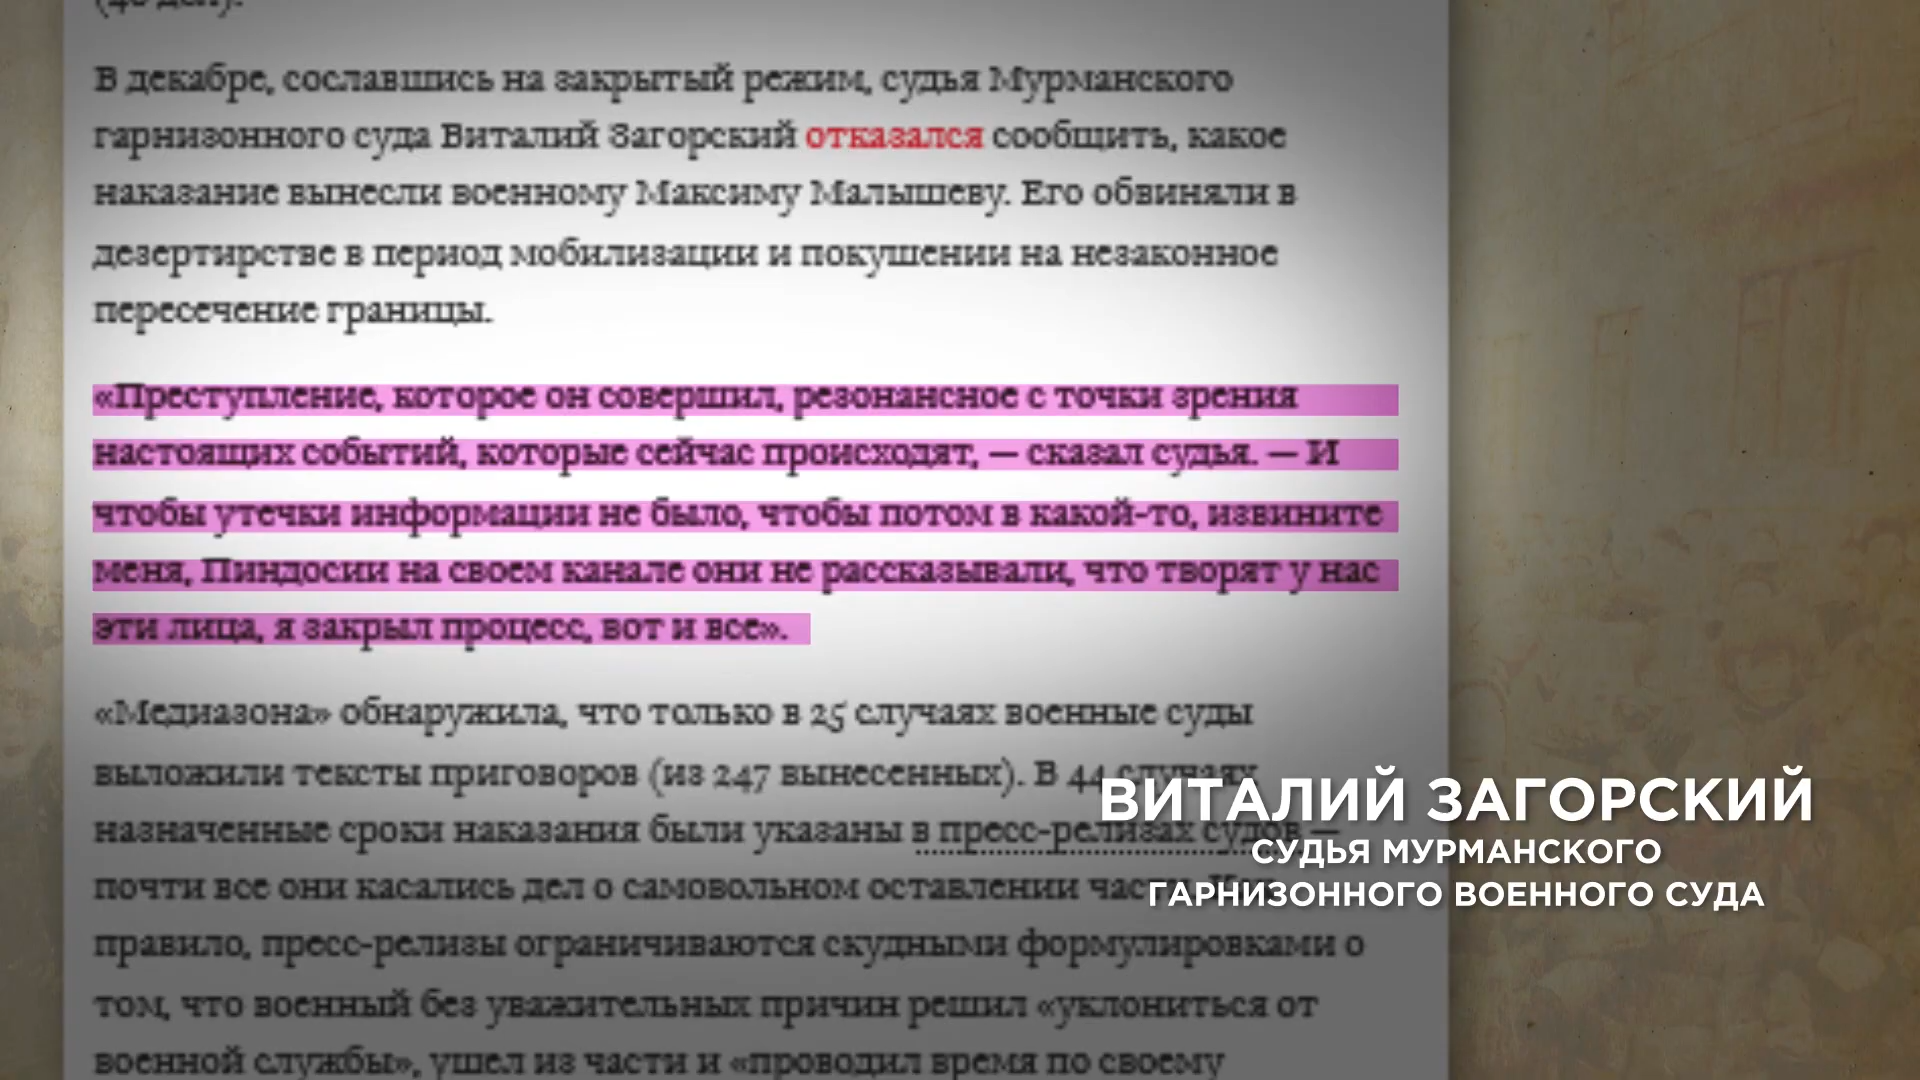 (48 дел).
В декабре, сославшись на закрытый режим, судья Мурманского
гарнизонного суда Виталий Загорский отказался сообщить, какое
наказание вынесли военному Максиму Малышеву. Его обвиняли в
дезертирстве в период мобилизации и покушении на незаконное
пересечение границы.
«Преступление, которое он совершил, резонансное с точки зрения
настоящих событий, которые сейчас происходят, — сказал судья. — И
чтобы утечки информации не было, чтобы потом в какой-то, извините
меня, Пиндосии на своем канале они не рассказывали, что творят у нас
эти лица, я закрыл процесс, вот и все».
«Медиазона» обнаружила, что только в 25 случаях военные суды
выложили тексты приговоров (из 247 вынесенных). В 44 случаях
назначенные сроки наказания были указаны в пресс-релизах судов —
почти все они касались дел о самовольном оставлении части.
правило, пресс-релизы ограничиваются скудными формулировками о
том, что военный без уважительных причин решил «уклониться от
военной службы», ушел из части и «проводил время по своему
ВИТАЛИЙ ЗАГОРСКИЙ
СУДЬЯ МУРМАНСКОГО
ГАРНИЗОННОГО ВОЕННОГО СУДА